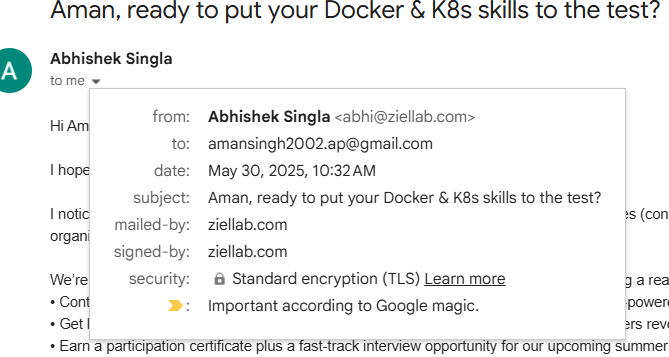 Aman, ready to put your Docker & K8s skills to the test?
A
Abhishek Singla
to me
from: Abhishek Singla <abhi@ziellab.com>
Hi Am
to: amansingh2002.ap@gmail.com
I hope
date: May 30, 2025, 10:32 AM
subject: Aman, ready to put your Docker & K8s skills to the test?
I notic
mailed-by: ziellab.com
s (con
organi
signed-by: ziellab.com
We're
security: Standard encryption (TLS) Learn more
g a rea
• Cont
: Important according to Google magic.
-powere
• Get
ers reve
• Earn a participation certificate plus a fast-track interview opportunity for our upcoming summer